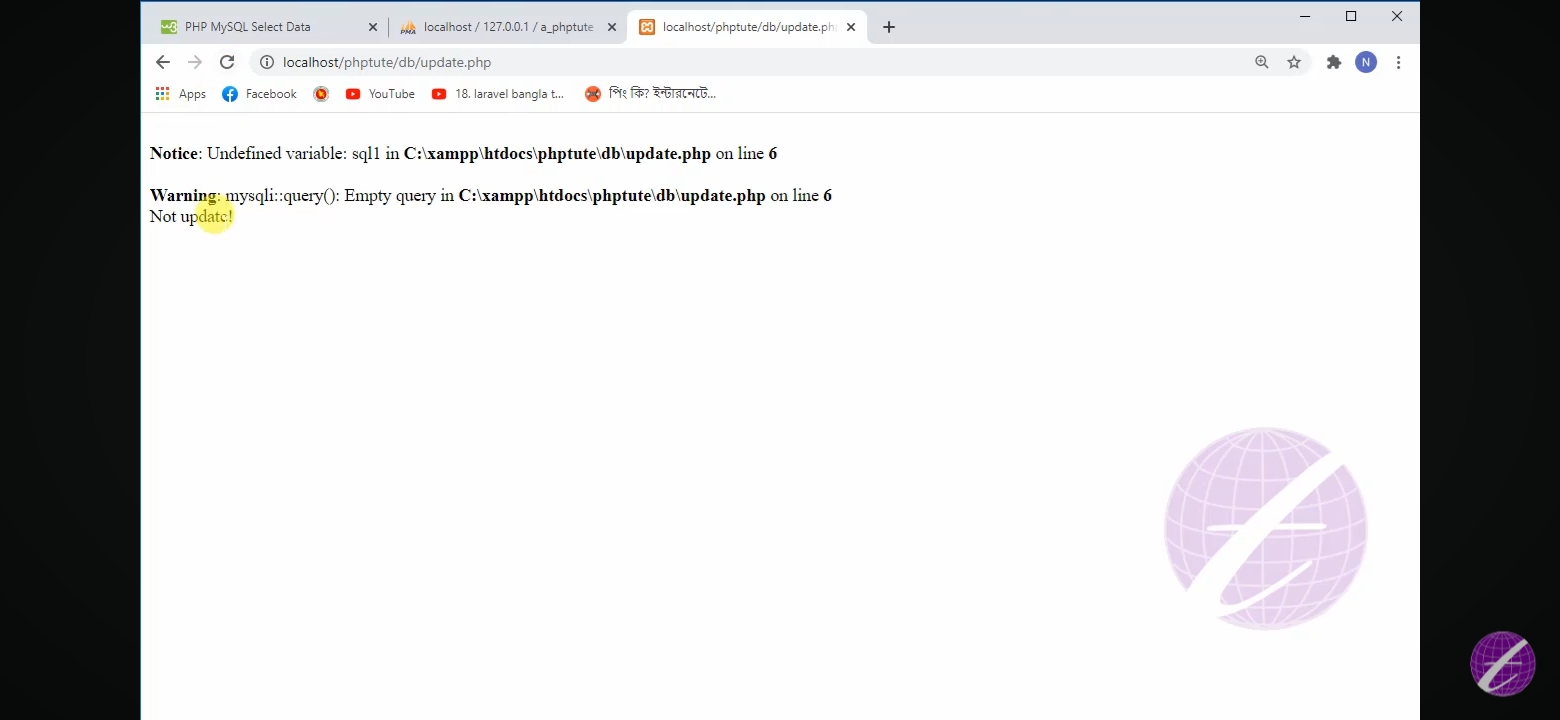 PHP MySQL Select Data
localhost / 127.0.0.1 / a_phptute
localhost/phptute/db/update.ph
localhost/phptute/db/update.php
N
Apps
Facebook
YouTube
18. laravel bangla t...
পিং কি? ইন্টারনেটে...
Notice: Undefined variable: sql1 in C:\xampp\htdocs\phptute\db\update.php on line 6
Warning: mysqli::query(): Empty query in C:\xampp\htdocs\phptute\db\update.php on line 6
Not update!